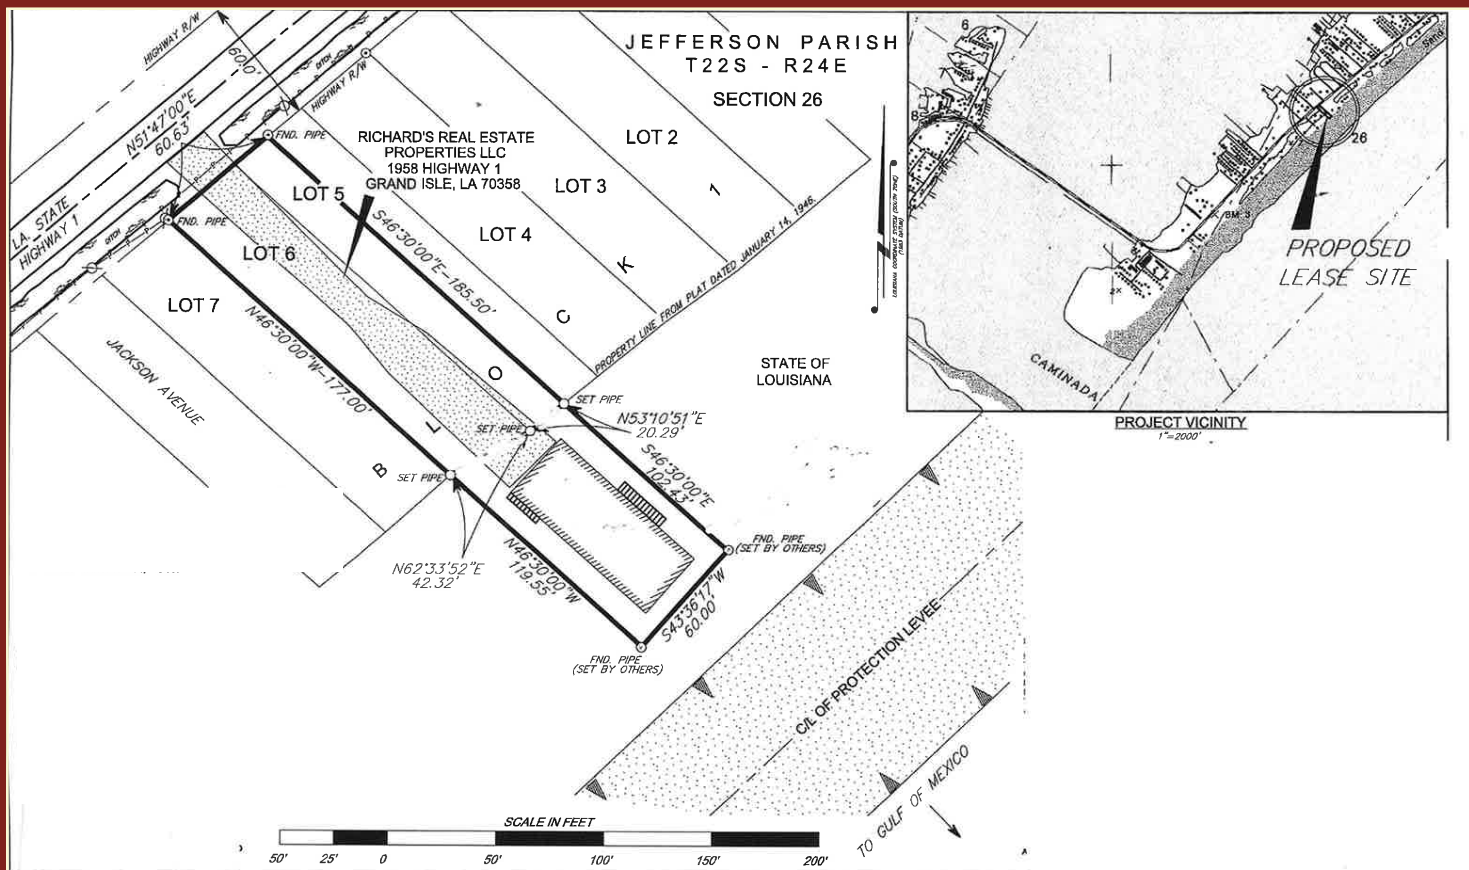 JEFFERSON PARISH
T22S - R24E
SECTION 26
HIGHWAY R/W
60.0'
DITCH
HIGHWAY R/W
N51°47'00"E
60.63'
FND. PIPE
RICHARD'S REAL ESTATE
PROPERTIES LLC
1958 HIGHWAY 1
GRAND ISLE, LA 70358
LOT 2
LOT 3
LOT 4
LOT 5
LOT 6
LOT 7
LA. STATE
HIGHWAY 1
DITCH
FND. PIPE
S46°30'00"E-185.50'
N46°30'00"W-177.00'
JACKSON AVENUE
B L O C K 1
PROPERTY LINE FROM PLAT DATED JANUARY 14, 1946.
STATE OF
LOUISIANA
SET PIPE
N53°10'51"E
20.29'
SET PIPE
SET PIPE
S46°30'00"E
102.43'
N62°33'52"E
42.32'
N46°30'00"W
119.55'
FND. PIPE
(SET BY OTHERS)
S43°36'17"W
60.00'
FND. PIPE
(SET BY OTHERS)
C/L OF PROTECTION LEVEE
TO GULF OF MEXICO
SCALE IN FEET
50' 25' 0 50' 100' 150' 200'
6
8
26
Sand
BM 3
2
PROPOSED
LEASE SITE
CAMINADA
PROJECT VICINITY
1"=2000'